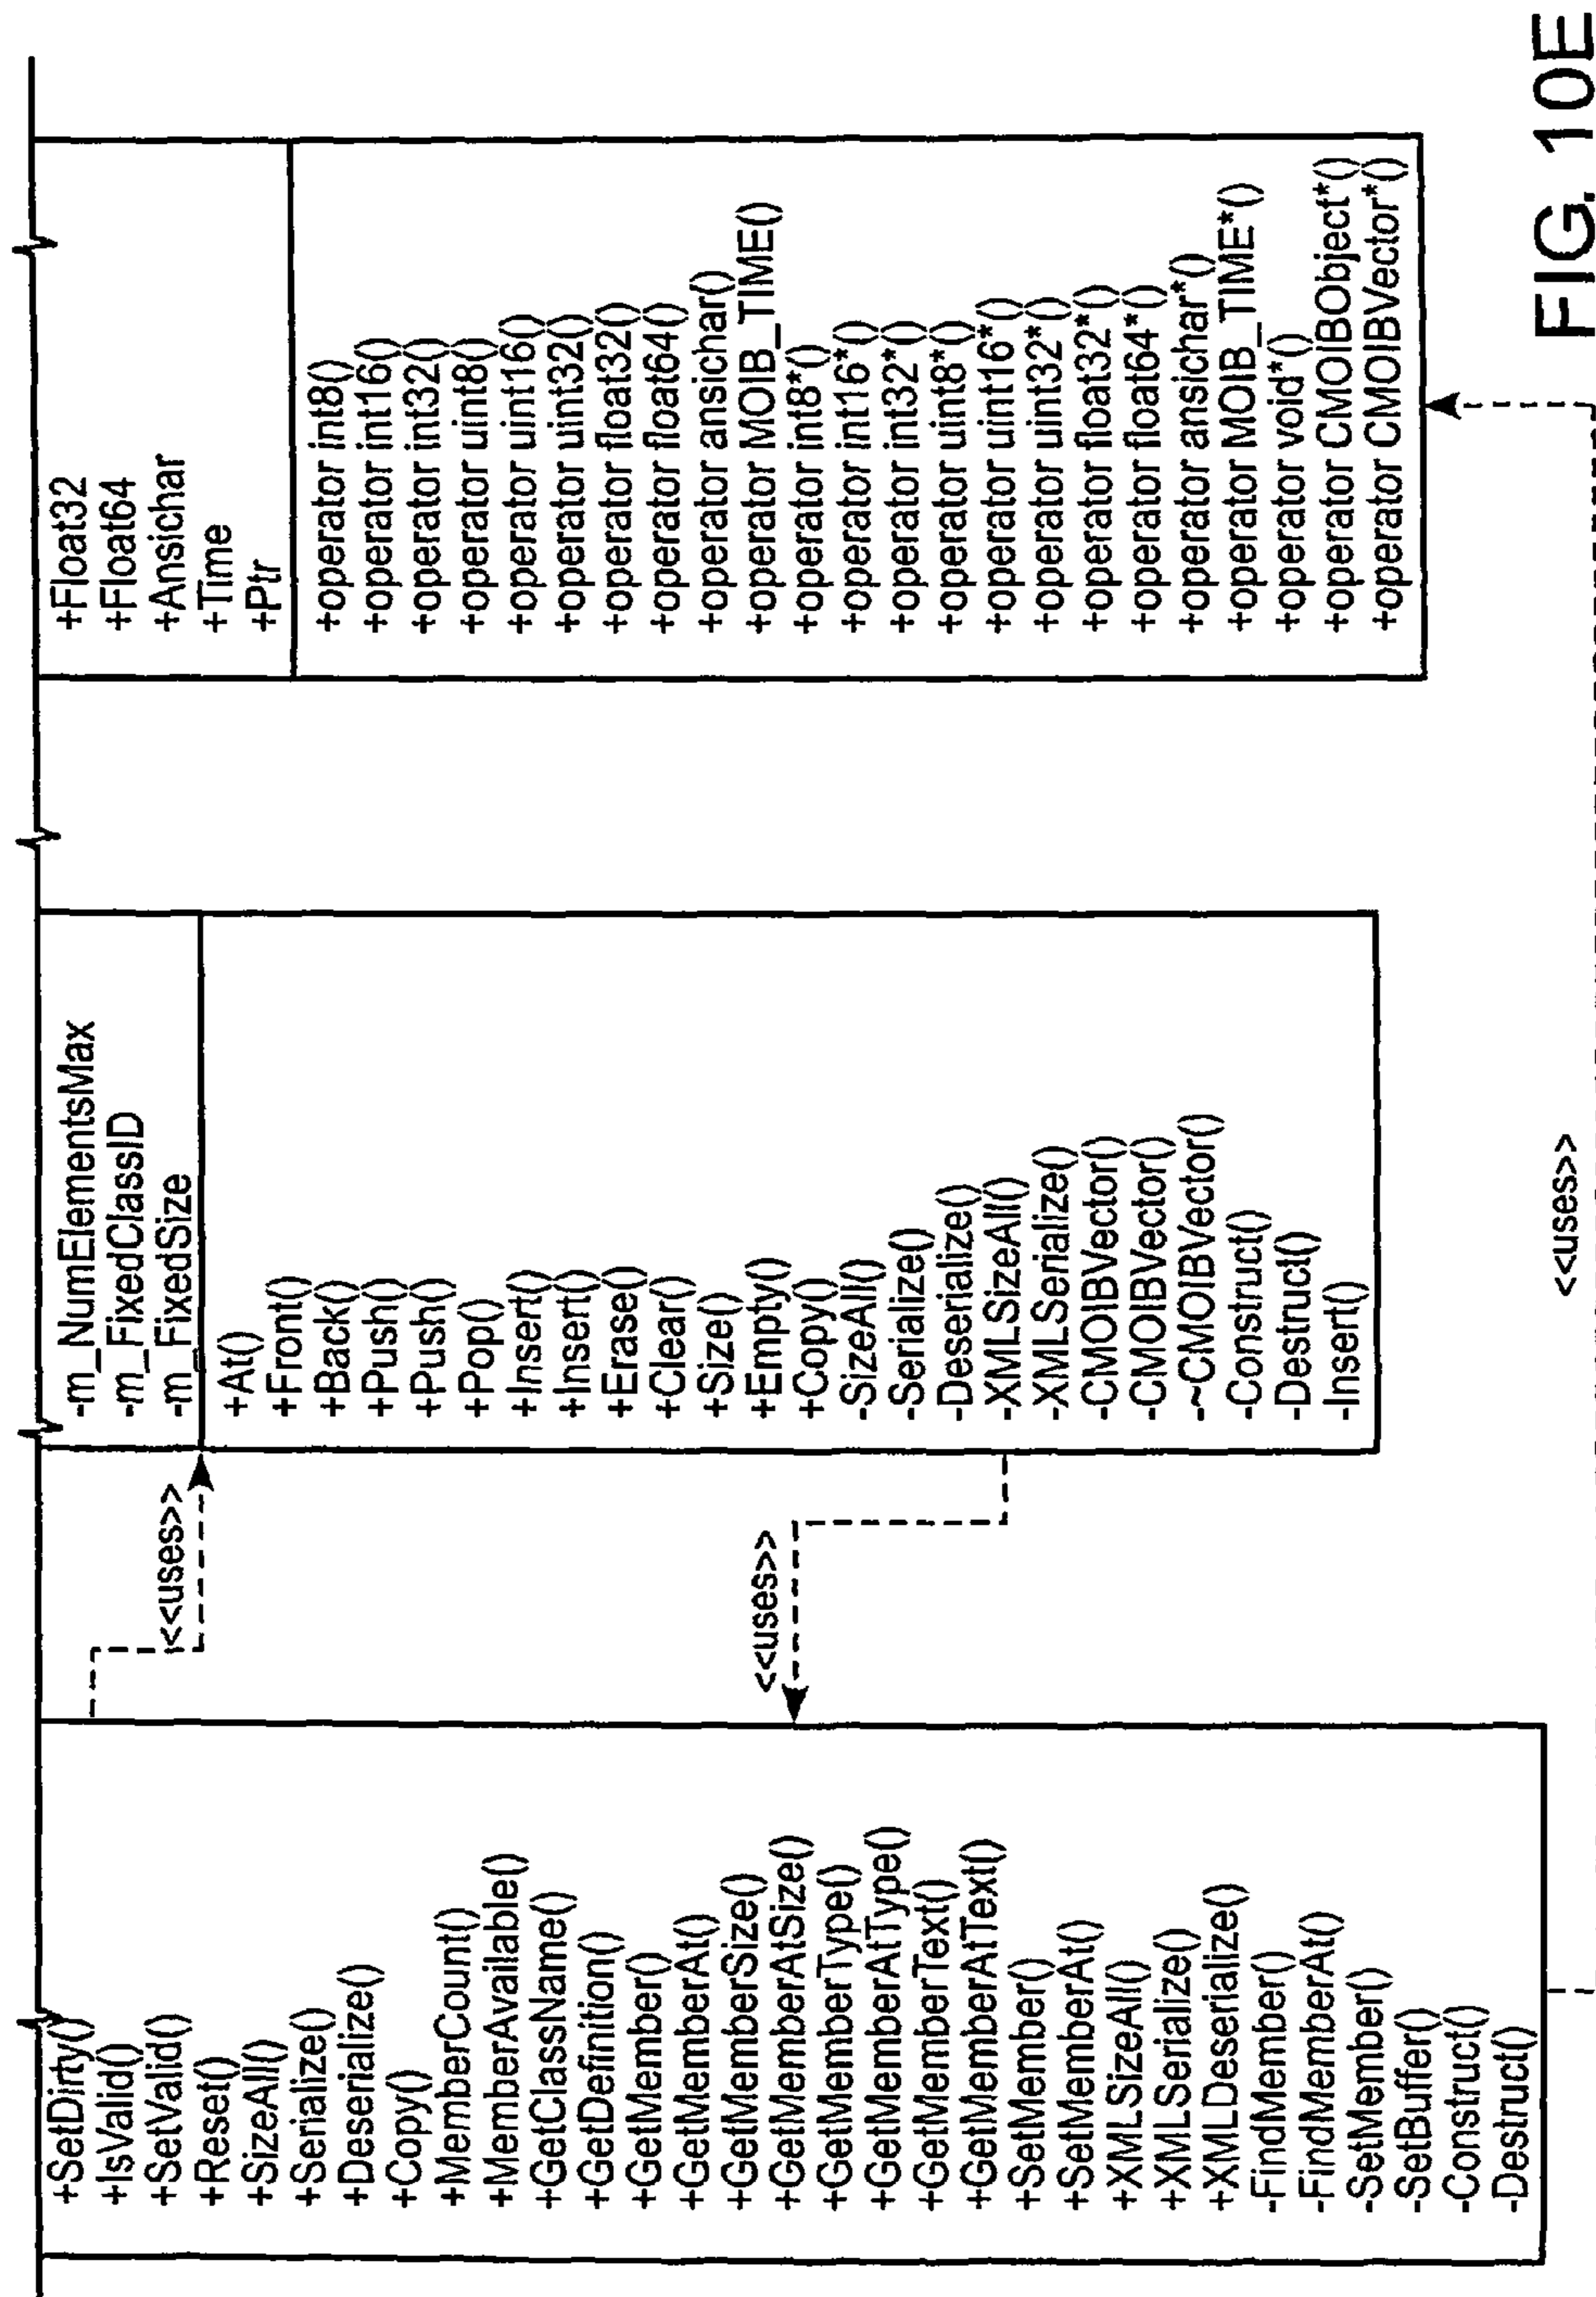 +SetDirty()
+IsValid()
+SetValid()
+Reset()
+SizeAll()
+Serialize()
+Deserialize()
+Copy()
+MemberCount()
+MemberAvailable()
+GetClassName()
+GetDefinition()
+GetMember()
+GetMemberAt()
+GetMemberSize()
+GetMemberAtSize()
+GetMemberType()
+GetMemberAtType()
+GetMemberText()
+GetMemberAtText()
+SetMember()
+SetMemberAt()
+XMLSizeAll()
+XMLSerialize()
+XMLDeserialize()
-FindMember()
-FindMemberAt()
-SetMember()
-SetBuffer()
-Construct()
-Destruct()
<<uses>>
<<uses>>
-m_NumElementsMax
-m_FixedClassID
-m_FixedSize
+At()
+Front()
+Back()
+Push()
+Push()
+Pop()
+Insert()
+Insert()
+Erase()
+Clear()
+Size()
+Empty()
+Copy()
-SizeAll()
-Serialize()
-Deserialize()
-XMLSizeAll()
-XMLSerialize()
-CMOIBVector()
-CMOIBVector()
-~CMOIBVector()
-Construct()
-Destruct()
-Insert()
<<uses>>
+Float32
+Float64
+Ansichar
+Time
+Ptr
+operator int8()
+operator int16()
+operator int32()
+operator uint8()
+operator uint16()
+operator uint32()
+operator float32()
+operator float64()
+operator ansichar()
+operator MOIB_TIME()
+operator int8*()
+operator int16*()
+operator int32*()
+operator uint8*()
+operator uint16*()
+operator uint32*()
+operator float32*()
+operator float64*()
+operator ansichar*()
+operator MOIB_TIME*()
+operator void*()
+operator CMOIBObject*()
+operator CMOIBVector*()
FIG. 10E